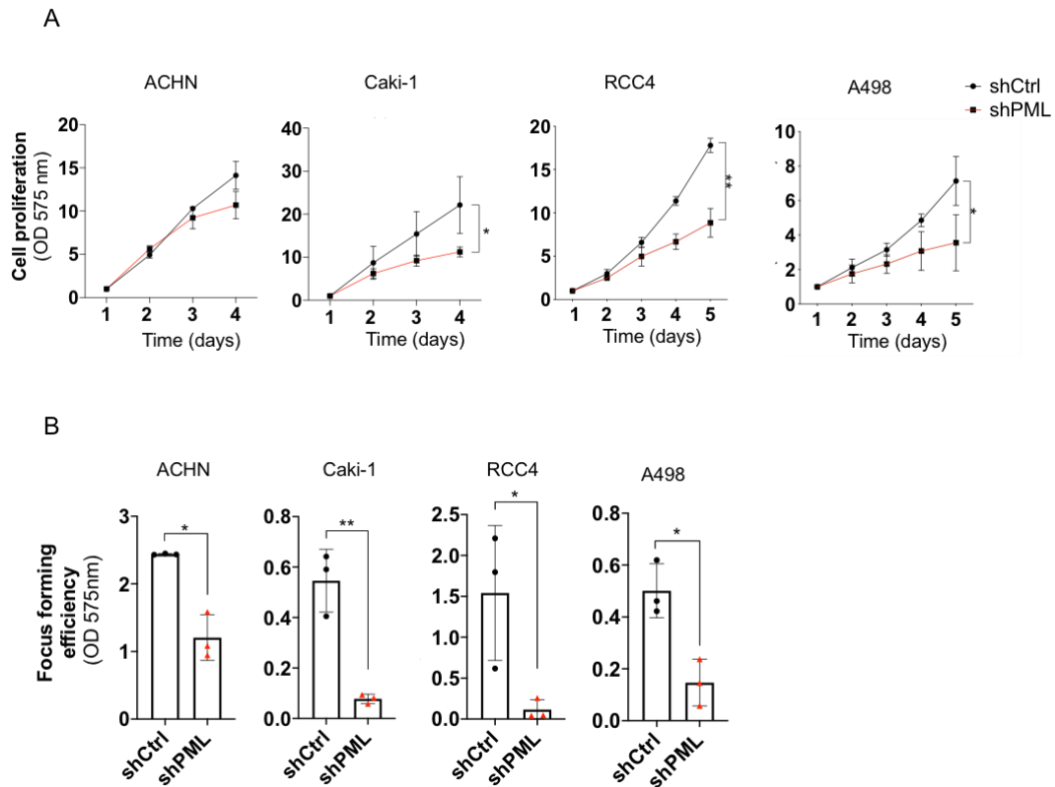 A
ACHN
Caki-1
RCC4
A498
shCtrl
shPML
Cell proliferation
(OD 575 nm)
20
15
10
5
0
1 2 3 4
Time (days)
40
30
20
10
0
*
1 2 3 4
Time (days)
20
15
10
5
0
**
1 2 3 4 5
Time (days)
10
8
6
4
2
0
*
1 2 3 4 5
Time (days)
B
ACHN
Caki-1
RCC4
A498
Focus forming
efficiency
(OD 575nm)
3
2
1
0
*
shCtrl
shPML
0.8
0.6
0.4
0.2
0.0
**
shCtrl
shPML
2.5
2.0
1.5
1.0
0.5
0.0
*
shCtrl
shPML
0.8
0.6
0.4
0.2
0.0
*
shCtrl
shPML